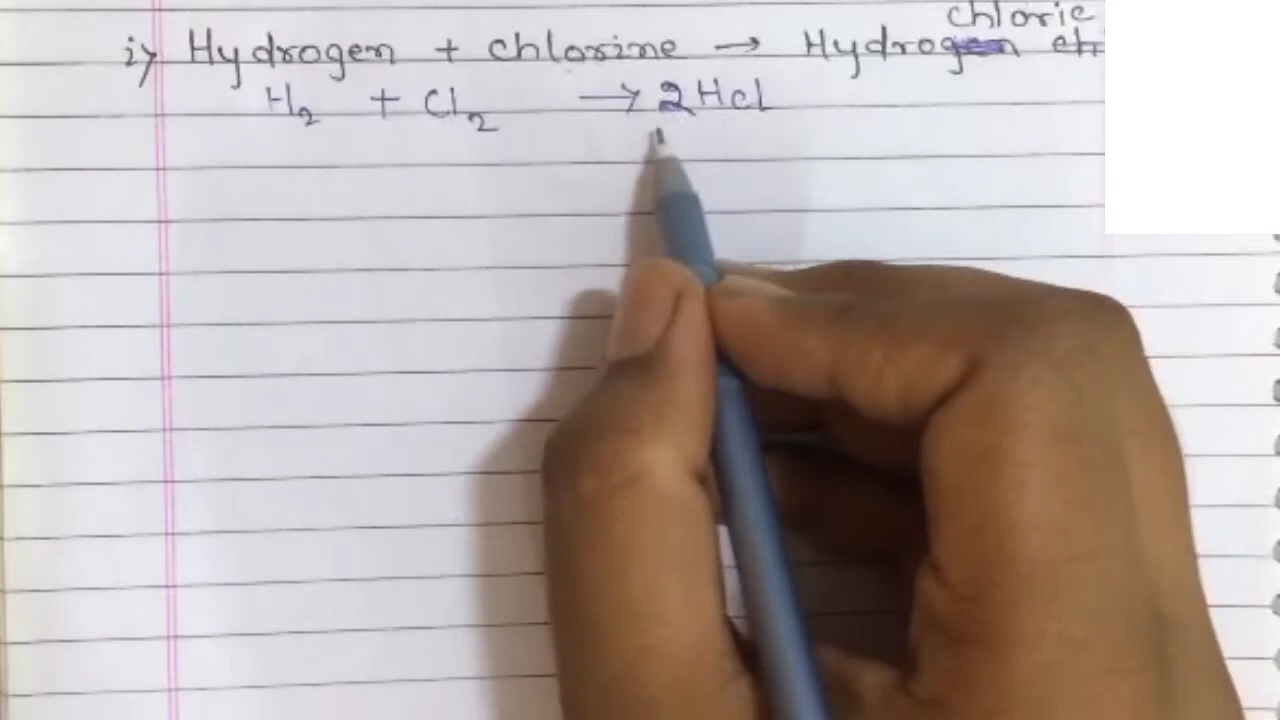 chloric
i) Hydrogen + chlorine → Hydrogen
H₂ + Cl₂ → 2HCl